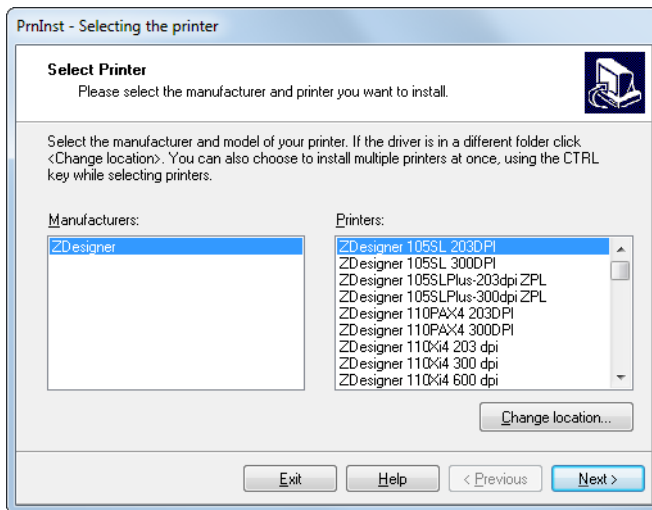 PrnInst - Selecting the printer
Select Printer
Please select the manufacturer and printer you want to install.
Select the manufacturer and model of your printer. If the driver is in a different folder click
<Change location>. You can also choose to install multiple printers at once, using the CTRL
key while selecting printers.
Manufacturers:
ZDesigner
Printers:
ZDesigner 105SL 203DPI
ZDesigner 105SL 300DPI
ZDesigner 105SLPlus-203dpi ZPL
ZDesigner 105SLPlus-300dpi ZPL
ZDesigner 110PAX4 203DPI
ZDesigner 110PAX4 300DPI
ZDesigner 110Xi4 203 dpi
ZDesigner 110Xi4 300 dpi
ZDesigner 110Xi4 600 dpi
Change location...
Exit
Help
< Previous
Next >